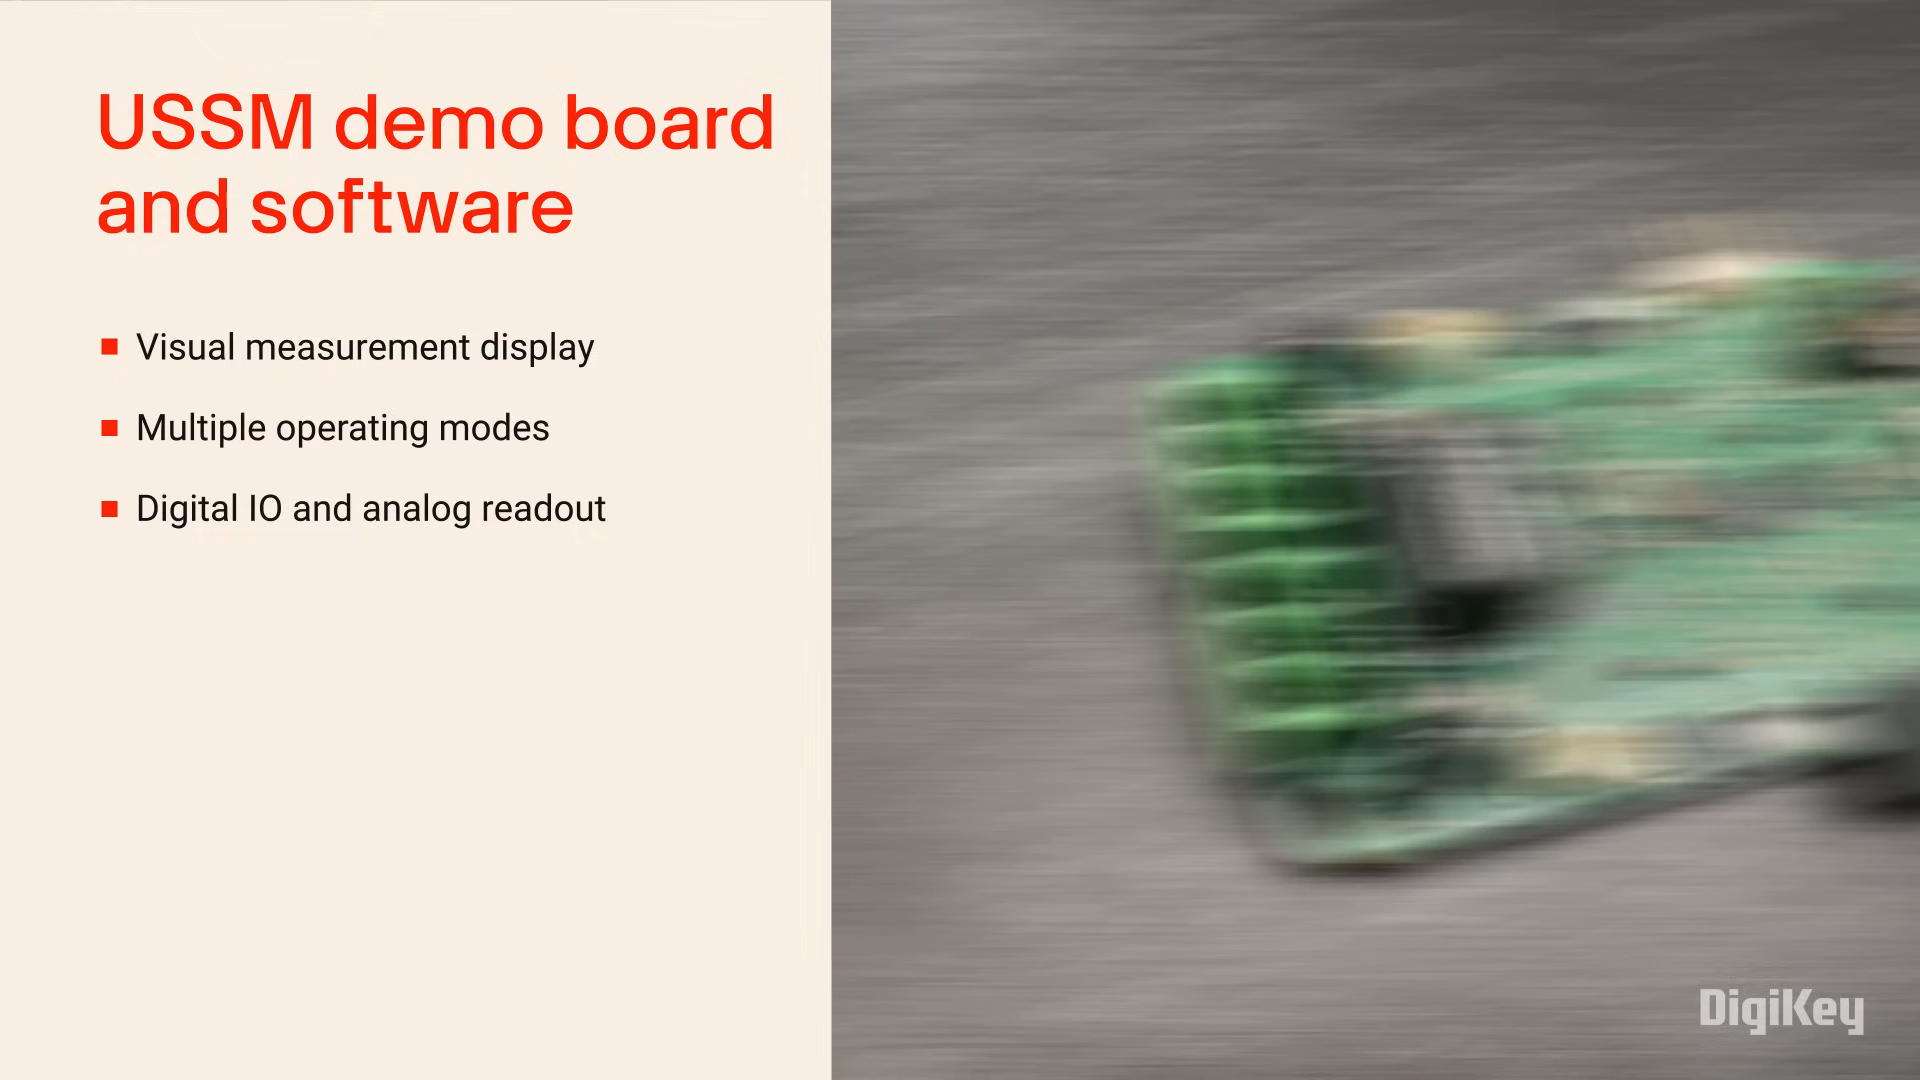 USSM demo board
and software
Visual measurement display
Multiple operating modes
Digital IO and analog readout
DigiKey